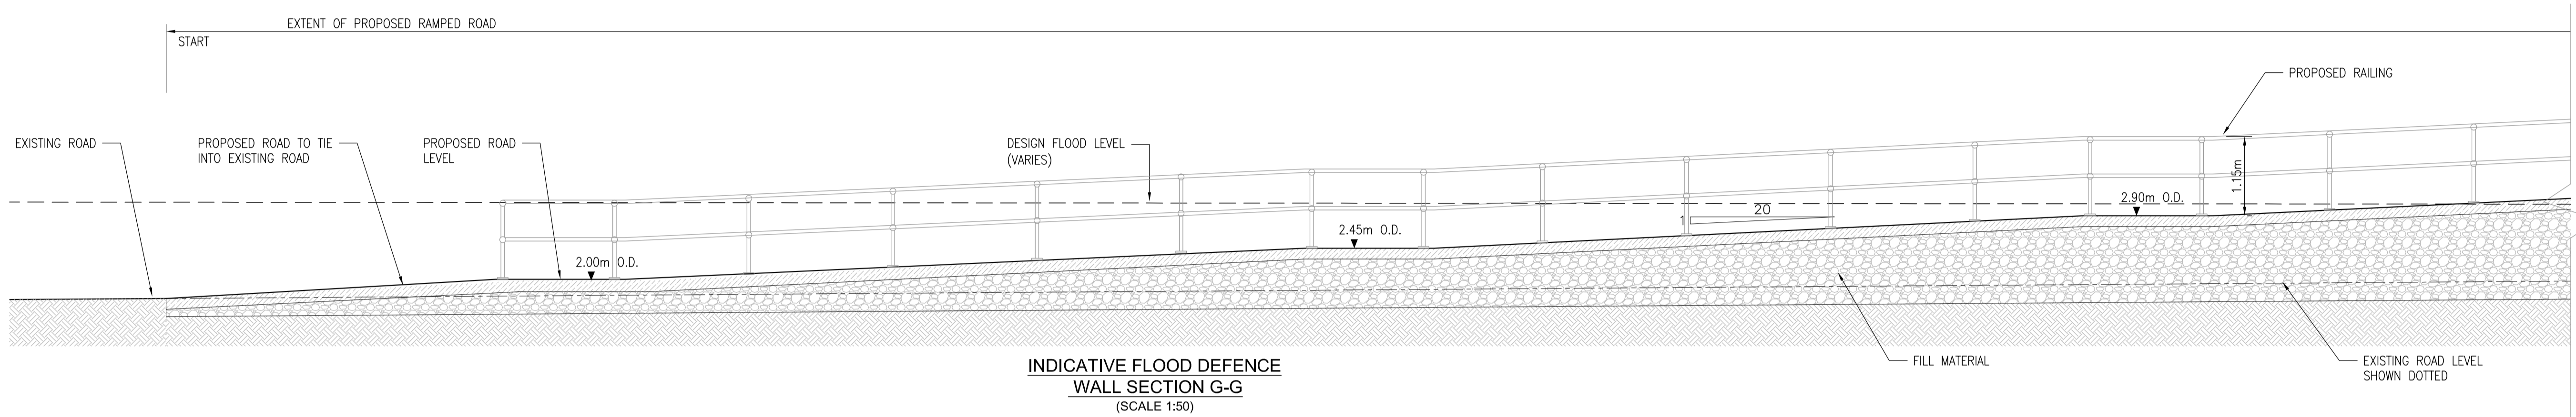 EXTENT OF PROPOSED RAMPED ROAD
START
PROPOSED RAILING
EXISTING ROAD
PROPOSED ROAD TO TIE
INTO EXISTING ROAD
PROPOSED ROAD
LEVEL
DESIGN FLOOD LEVEL
(VARIES)
1.15m
2.90m O.D.
20
1
2.45m O.D.
2.00m O.D.
FILL MATERIAL
EXISTING ROAD LEVEL
SHOWN DOTTED
INDICATIVE FLOOD DEFENCE
WALL SECTION G-G
(SCALE 1:50)